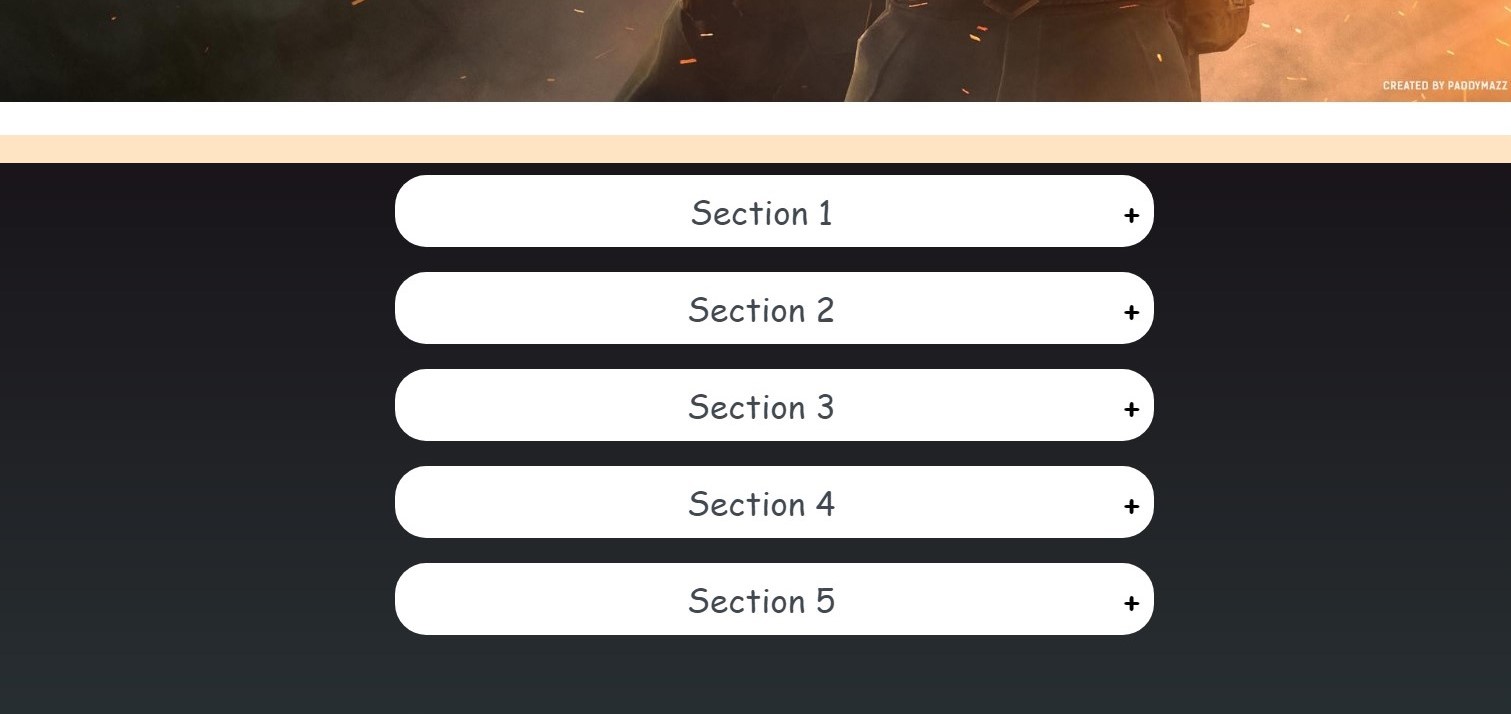 CREATED BY PADDYMAZZ
Section 1 +
Section 2 +
Section 3 +
Section 4 +
Section 5 +